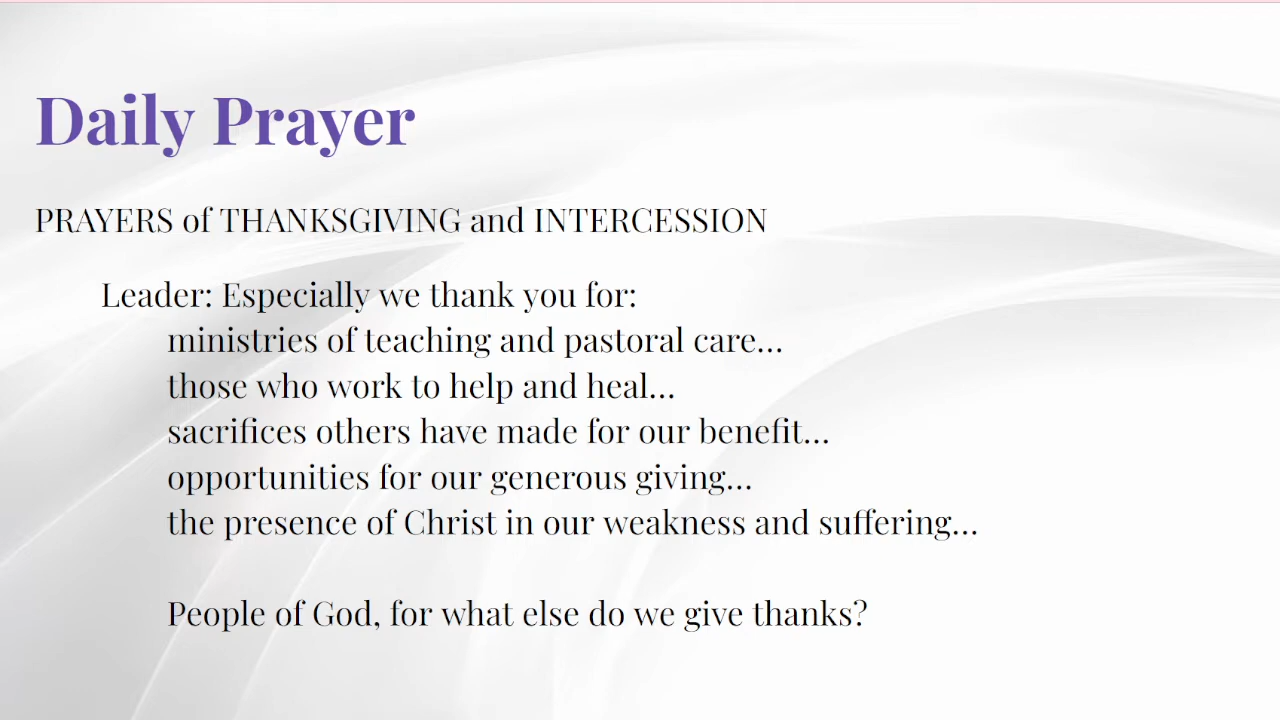 Daily Prayer
PRAYERS of THANKSGIVING and INTERCESSION
Leader: Especially we thank you for:
ministries of teaching and pastoral care...
those who work to help and heal...
sacrifices others have made for our benefit...
opportunities for our generous giving...
the presence of Christ in our weakness and suffering...
People of God, for what else do we give thanks?